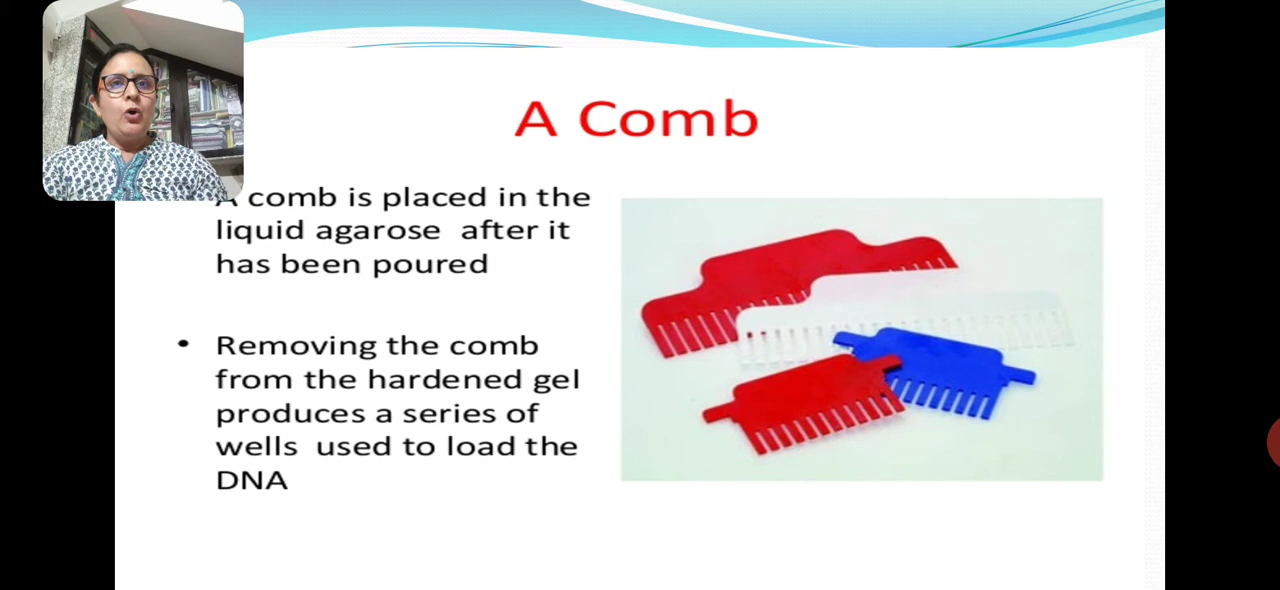 A Comb
A comb is placed in the
liquid agarose after it
has been poured
• Removing the comb
from the hardened gel
produces a series of
wells used to load the
DNA